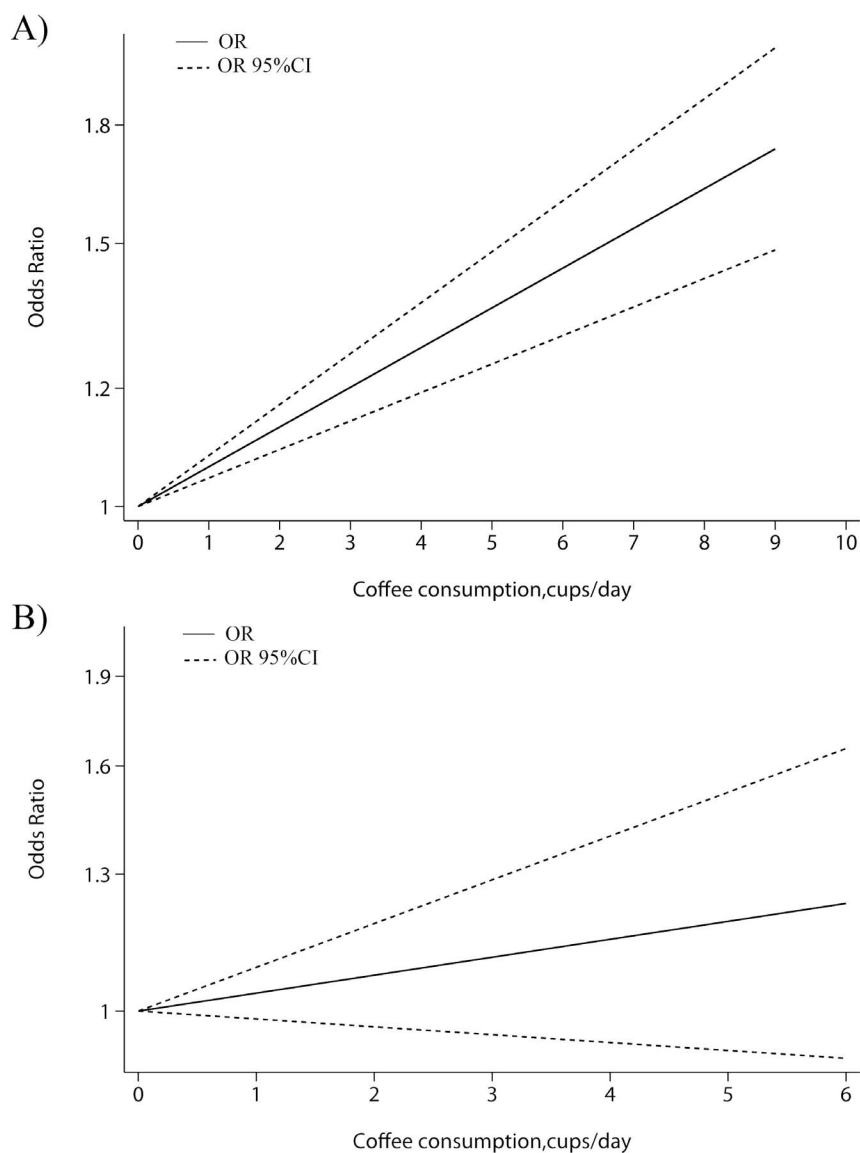 A)
OR
OR 95%CI
1.8
1.5
1.2
1
Odds Ratio
0 1 2 3 4 5 6 7 8 9 10
Coffee consumption,cups/day
B)
OR
OR 95%CI
1.9
1.6
1.3
1
Odds Ratio
0 1 2 3 4 5 6
Coffee consumption,cups/day